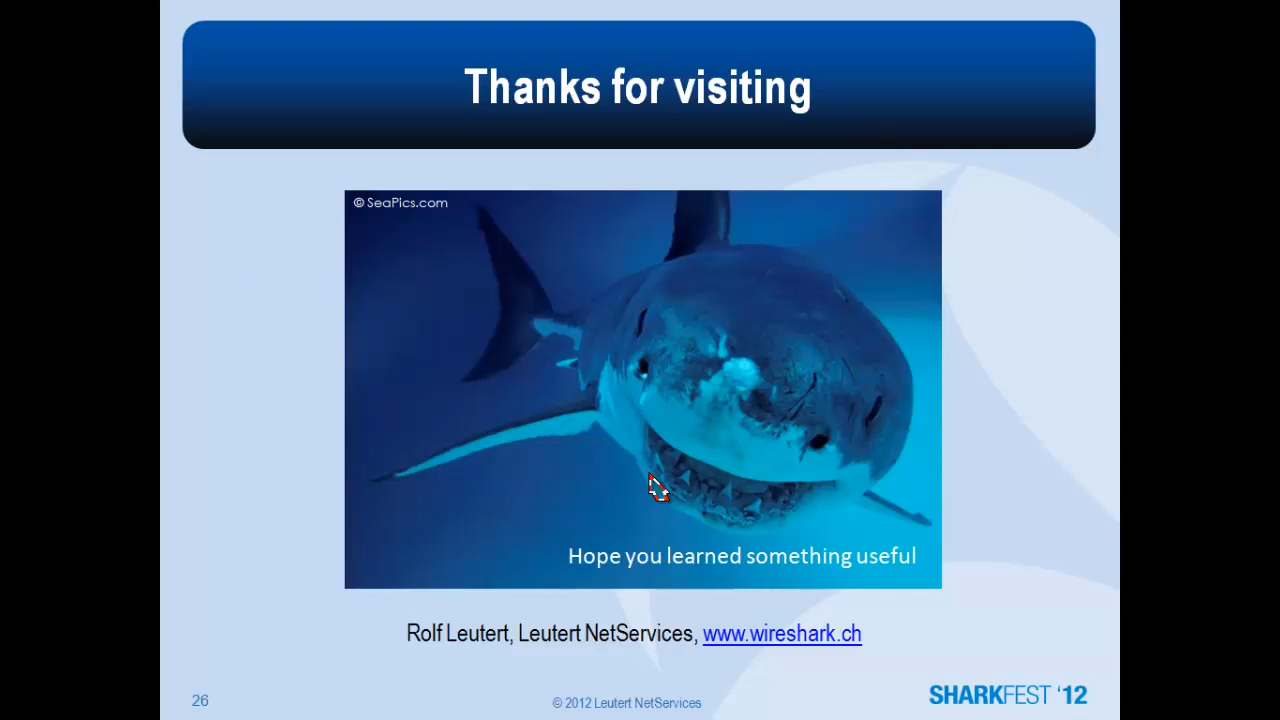 Thanks for visiting
© SeaPics.com
Hope you learned something useful
Rolf Leutert, Leutert NetServices, www.wireshark.ch
26
© 2012 Leutert NetServices
SHARKFEST '12